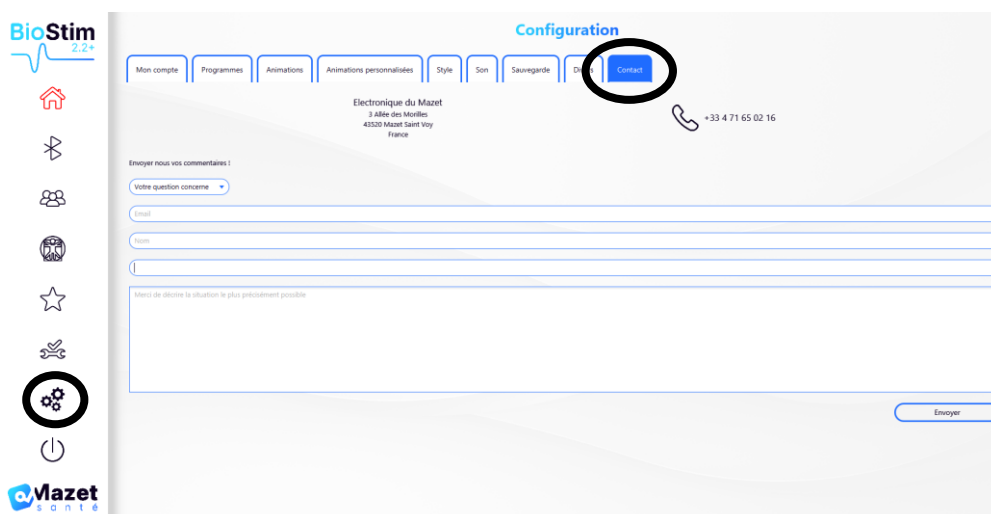 BioStim
2.2+
Configuration
Mon compte
Programmes
Animations
Animations personnalisées
Style
Son
Sauvegarde
Contact
Electronique du Mazet
3 Allée des Morilles
43520 Mazet Saint Voy
France
+33 4 71 65 02 16
Envoyer nous vos commentaires !
Votre question concerne
Email
Nom
Merci de décrire la situation le plus précisément possible
Envoyer
Mazet
santé